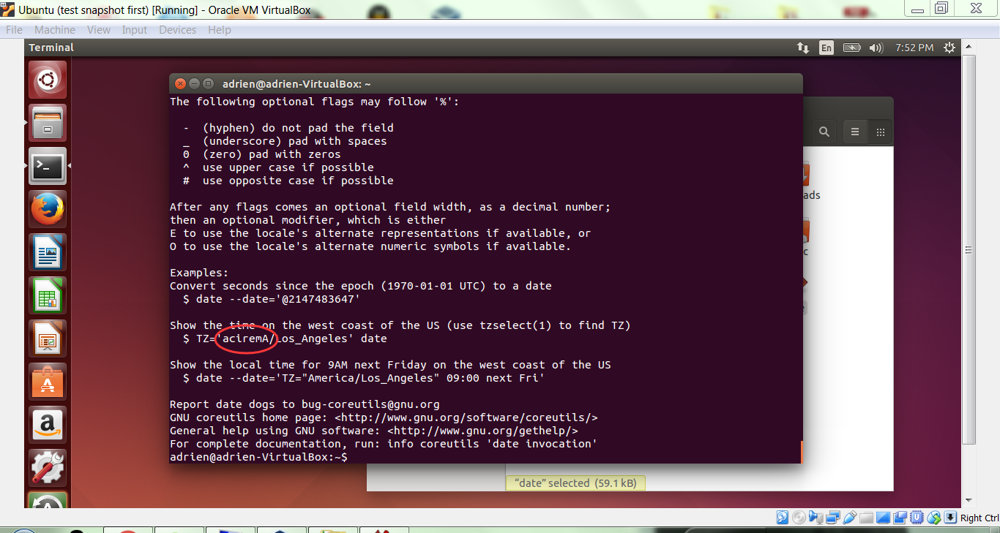 Ubuntu (test snapshot first) [Running] - Oracle VM VirtualBox
File Machine View Input Devices Help
Terminal En 7:52 PM
adrien@adrien-VirtualBox: ~
The following optional flags may follow '%':
- (hyphen) do not pad the field
_ (underscore) pad with spaces
0 (zero) pad with zeros
^ use upper case if possible
# use opposite case if possible
After any flags comes an optional field width, as a decimal number;
then an optional modifier, which is either
E to use the locale's alternate representations if available, or
O to use the locale's alternate numeric symbols if available.
Examples:
Convert seconds since the epoch (1970-01-01 UTC) to a date
$ date --date='@2147483647'
Show the time on the west coast of the US (use tzselect(1) to find TZ)
$ TZ='aciremA/Los_Angeles' date
Show the local time for 9AM next Friday on the west coast of the US
$ date --date='TZ="America/Los_Angeles" 09:00 next Fri'
Report date dogs to bug-coreutils@gnu.org
GNU coreutils home page: <http://www.gnu.org/software/coreutils/>
General help using GNU software: <http://www.gnu.org/gethelp/>
For complete documentation, run: info coreutils 'date invocation'
adrien@adrien-VirtualBox:~$
ads
c
“date” selected (59.1 kB)
Right Ctrl